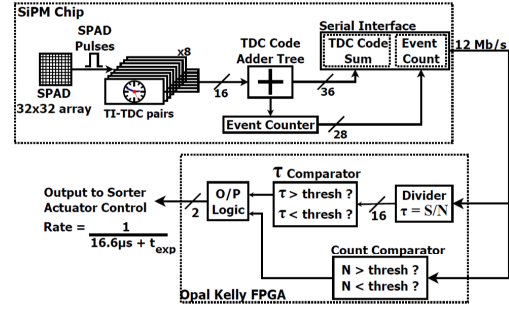 SiPM Chip
SPAD
Pulses
x8
SPAD
32x32 array
TI-TDC pairs
16
TDC Code
Adder Tree
36
Event Counter
28
Serial Interface
TDC Code
Sum
Event
Count
12 Mb/s
Output to Sorter
Actuator Control
Rate = 1
16.6µs + texp
2
O/P
Logic
τ Comparator
τ > thresh ?
τ < thresh ?
16
Divider
τ = S/N
Count Comparator
N > thresh ?
N < thresh ?
Opal Kelly FPGA